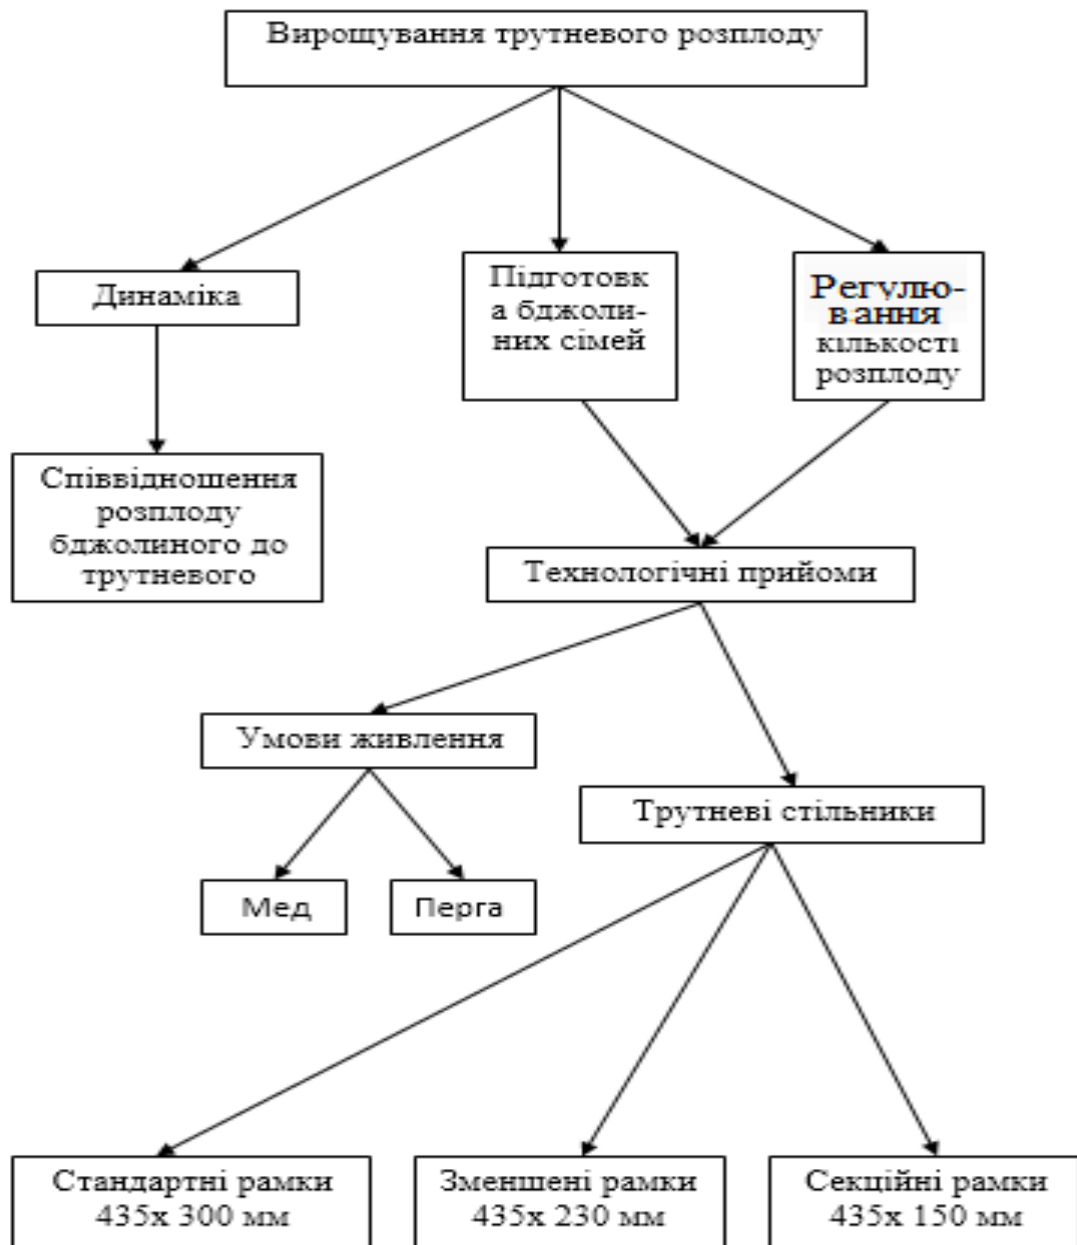 Вирощування трутневого розплоду
Динаміка
Підготовк
а бджоли-
них сімей
Регулю-
вання
кількості
розплоду
Співвідношення
розплоду
бджолиного до
трутневого
Технологічні прийоми
Умови живлення
Трутневі стільники
Мед
Перга
Стандартні рамки
435х 300 мм
Зменшені рамки
435х 230 мм
Секційні рамки
435х 150 мм